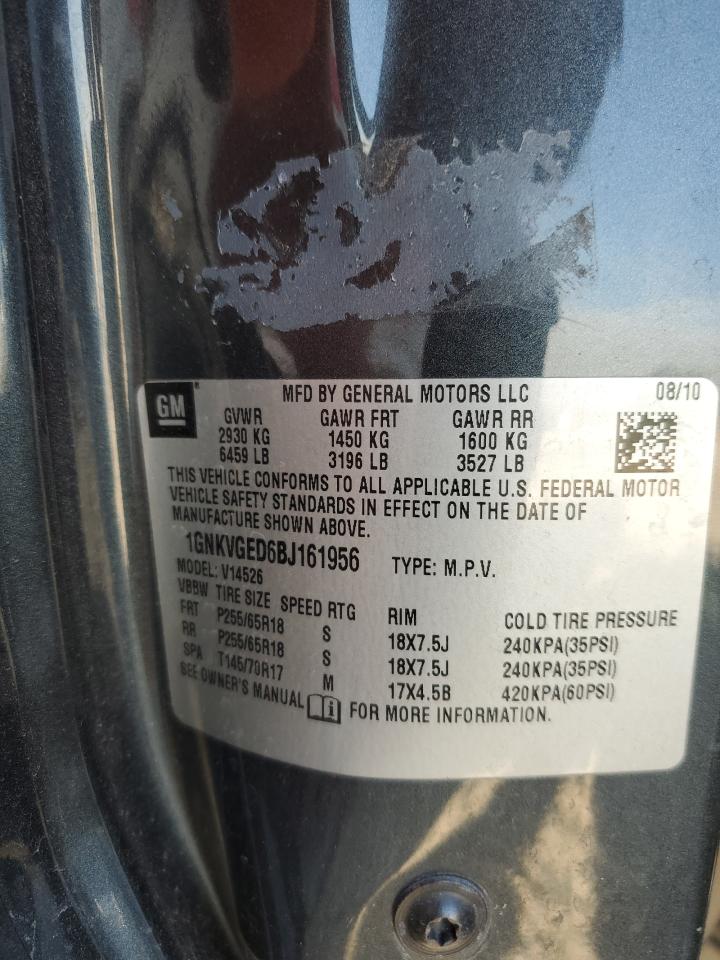 GM MFD BY GENERAL MOTORS LLC 08/10
GVWR GAWR FRT GAWR RR
2930 KG 1450 KG 1600 KG
6459 LB 3196 LB 3527 LB
THIS VEHICLE CONFORMS TO ALL APPLICABLE U.S. FEDERAL MOTOR
VEHICLE SAFETY STANDARDS IN EFFECT ON THE DATE OF
MANUFACTURE SHOWN ABOVE.
1GNKVGED6BJ161956 TYPE: M.P.V.
MODEL: V14526
VBBW TIRE SIZE SPEED RTG RIM COLD TIRE PRESSURE
FRT P255/65R18 S 18X7.5J 240KPA(35PSI)
RR P255/65R18 S 18X7.5J 240KPA(35PSI)
SPA T145/70R17 M 17X4.5B 420KPA(60PSI)
SEE OWNER'S MANUAL FOR MORE INFORMATION.